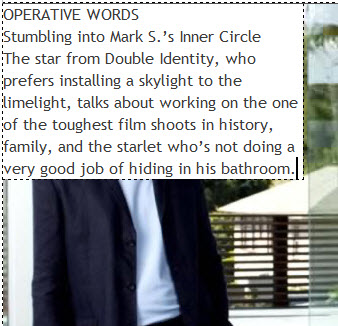 OPERATIVE WORDS
Stumbling into Mark S.’s Inner Circle
The star from Double Identity, who
prefers installing a skylight to the
limelight, talks about working on the one
of the toughest film shoots in history,
family, and the starlet who’s not doing a
very good job of hiding in his bathroom.